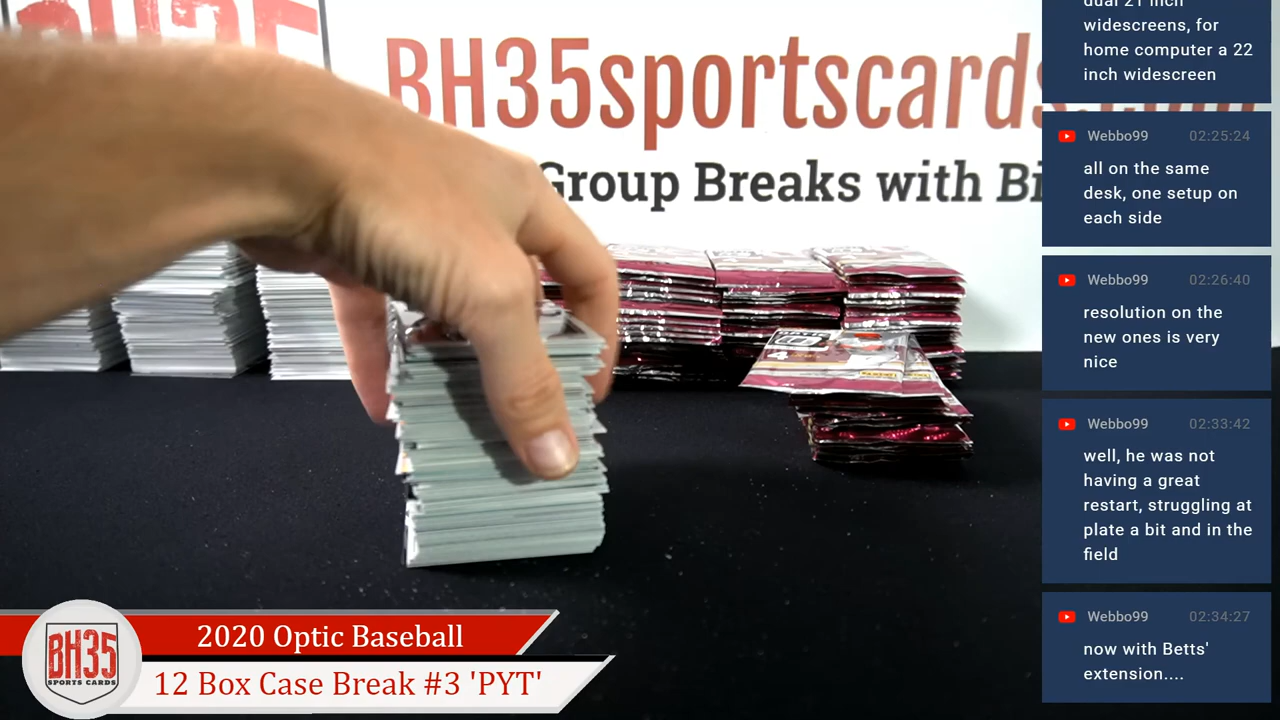 BH35sportscards.com
Group Breaks with Bi
dual 21 inch
widescreens, for
home computer a 22
inch widescreen
Webbo99 02:25:24
all on the same
desk, one setup on
each side
Webbo99 02:26:40
resolution on the
new ones is very
nice
Webbo99 02:33:42
well, he was not
having a great
restart, struggling at
plate a bit and in the
field
Webbo99 02:34:27
now with Betts'
extension....
BH35
SPORTS CARDS
2020 Optic Baseball
12 Box Case Break #3 'PYT'